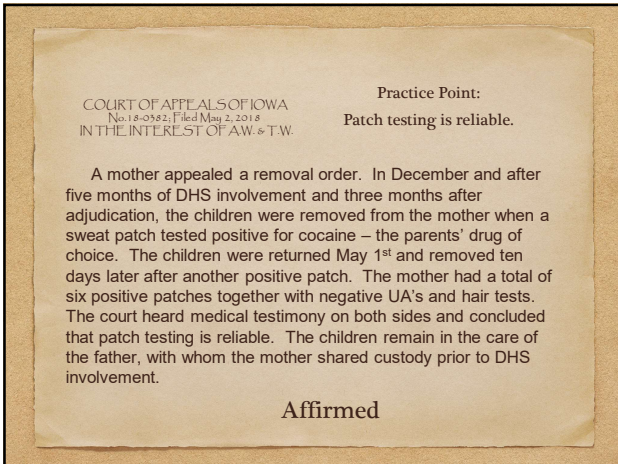 COURT OF APPEALS OF IOWA
No. 18-0382; Filed May 2, 2018
IN THE INTEREST OF A.W. & T.W.
Practice Point:
Patch testing is reliable.
A mother appealed a removal order. In December and after
five months of DHS involvement and three months after
adjudication, the children were removed from the mother when a
sweat patch tested positive for cocaine – the parents' drug of
choice. The children were returned May 1st and removed ten
days later after another positive patch. The mother had a total of
six positive patches together with negative UA's and hair tests.
The court heard medical testimony on both sides and concluded
that patch testing is reliable. The children remain in the care of
the father, with whom the mother shared custody prior to DHS
involvement.
Affirmed